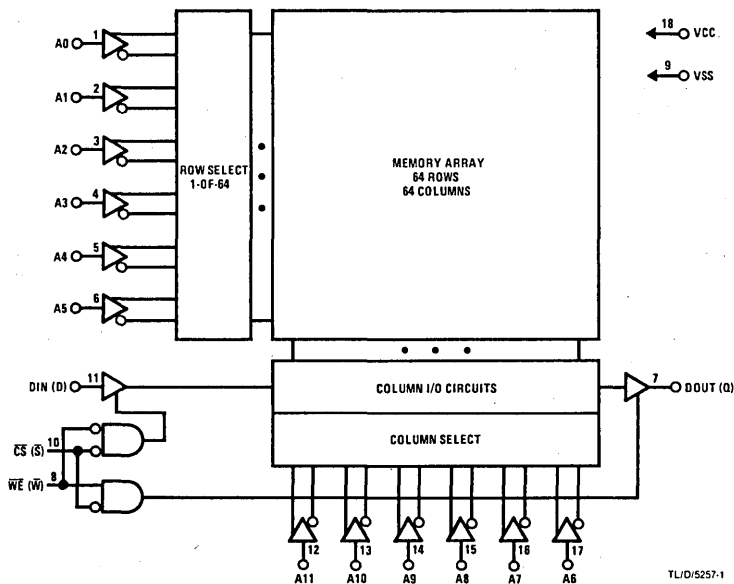 A0 1
A1 2
A2 3
A3 4
A4 5
A5 6
ROW SELECT
1-OF-64
MEMORY ARRAY
64 ROWS
64 COLUMNS
18 VCC
9 VSS
DIN (D) 11
COLUMN I/O CIRCUITS
7 DOUT (Q)
COLUMN SELECT
C̅S̅ (S̅) 10
W̅E̅ (W̅) 8
12 13 14 15 16 17
A11 A10 A9 A8 A7 A6
TL/D/5257-1